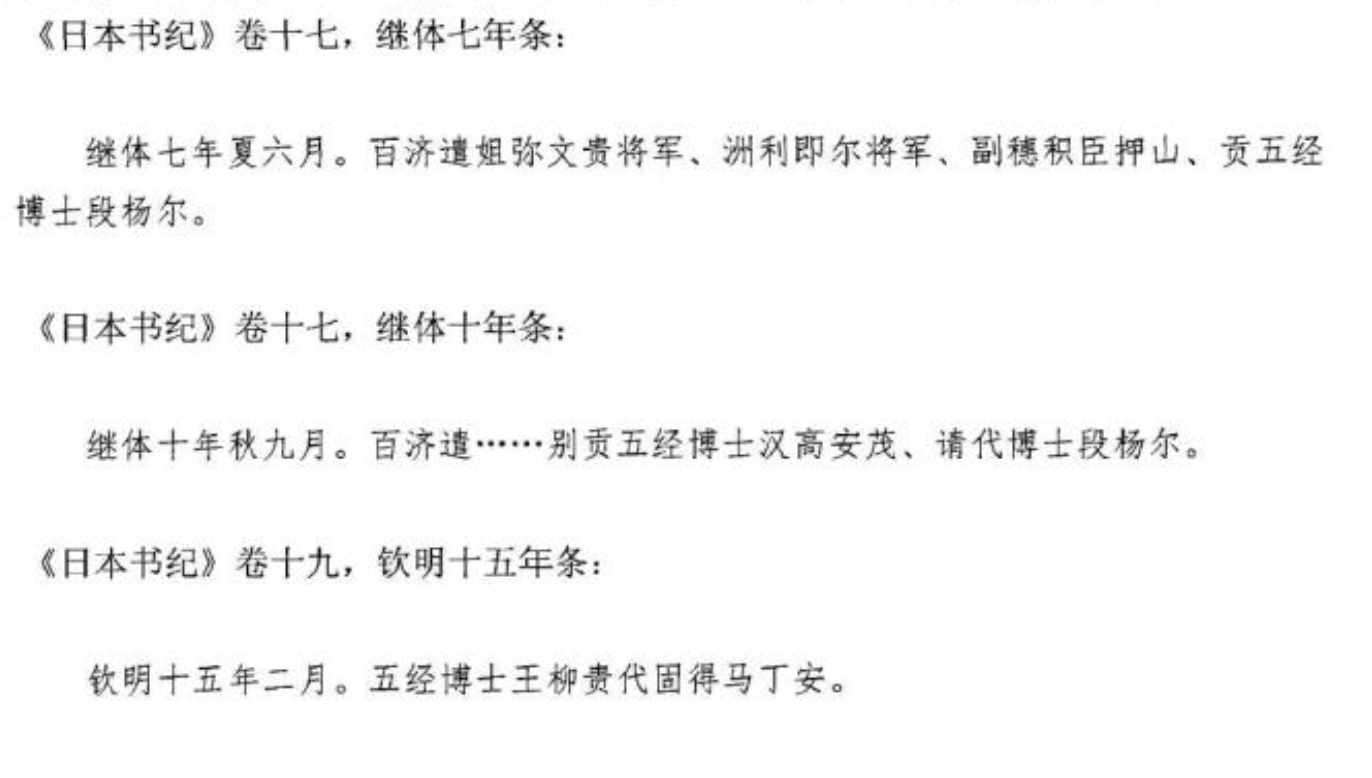 《日本书纪》卷十七，继体七年条：
继体七年夏六月。百济遣姐弥文贵将军、洲利即尔将军、副穗积臣押山、贡五经
博士段杨尔。
《日本书纪》卷十七，继体十年条：
继体十年秋九月。百济遣……别贡五经博士汉高安茂、请代博士段杨尔。
《日本书纪》卷十九，钦明十五年条：
钦明十五年二月。五经博士王柳贵代固得马丁安。